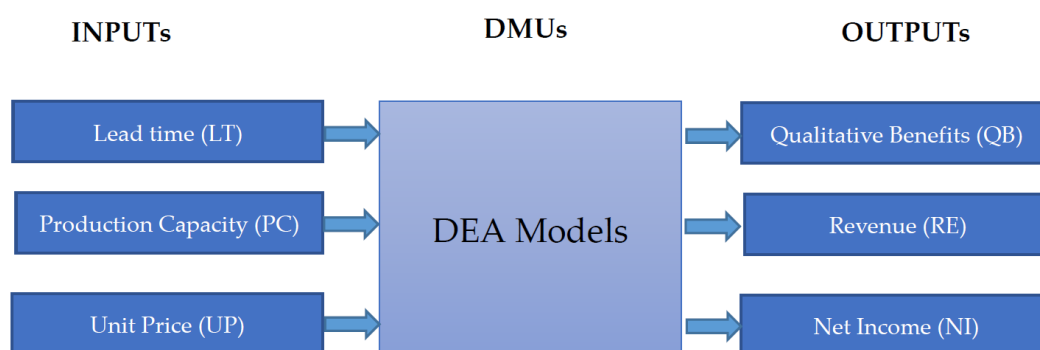 INPUTs
DMUs
OUTPUTs
Lead time (LT)
Production Capacity (PC)
Unit Price (UP)
DEA Models
Qualitative Benefits (QB)
Revenue (RE)
Net Income (NI)